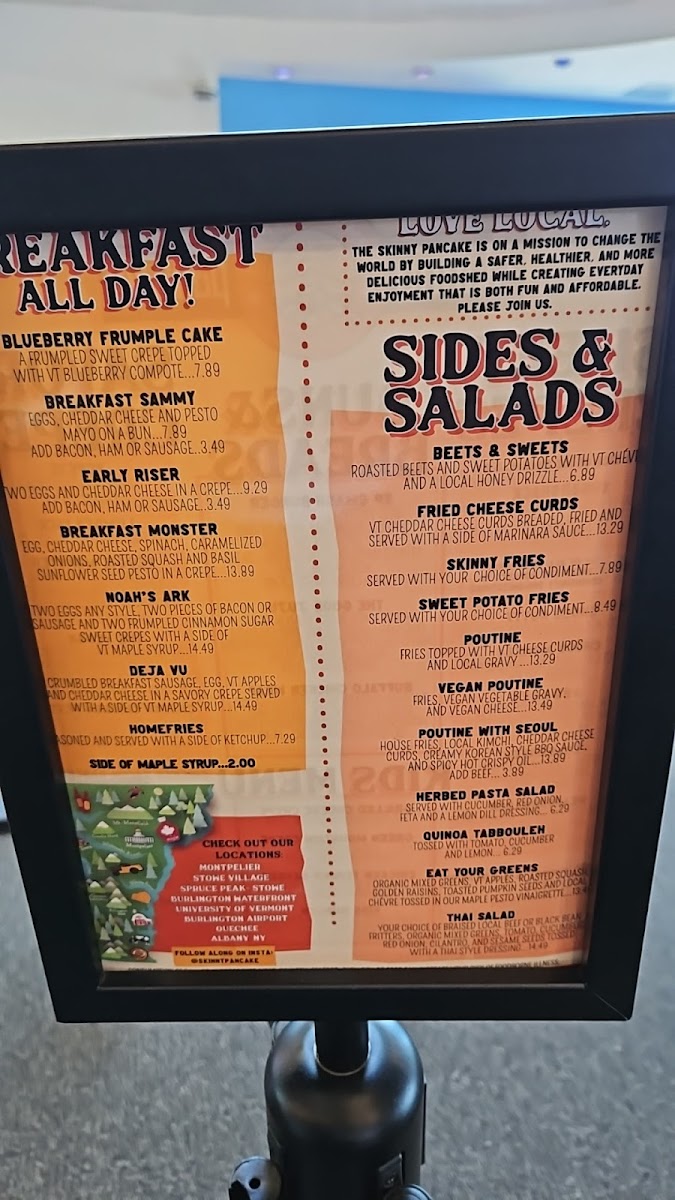 BREAKFAST
ALL DAY!
BLUEBERRY FRUMPLE CAKE
A FRUMPLED SWEET CREPE TOPPED
WITH VT BLUEBERRY COMPOTE...7.89
BREAKFAST SAMMY
EGGS, CHEDDAR CHEESE AND PESTO
MAYO ON A BUN...7.89
ADD BACON, HAM OR SAUSAGE..3.49
EARLY RISER
TWO EGGS AND CHEDDAR CHEESE IN A CREPE...9.29
ADD BACON, HAM OR SAUSAGE..3.49
BREAKFAST MONSTER
EGG, CHEDDAR CHEESE, SPINACH, CARAMELIZED
ONIONS, ROASTED SQUASH AND BASIL
SUNFLOWER SEED PESTO IN A CREPE...13.89
NOAH'S ARK
TWO EGGS ANY STYLE, TWO PIECES OF BACON OR
SAUSAGE AND TWO FRUMPLED CINNAMON SUGAR
SWEET CREPES WITH A SIDE OF
VT MAPLE SYRUP...14.49
DEJA VU
CRUMBLED BREAKFAST SAUSAGE, EGG, VT APPLES
AND CHEDDAR CHEESE IN A SAVORY CREPE SERVED
WITH A SIDE OF VT MAPLE SYRUP...14.49
HOMEFRIES
ASONED AND SERVED WITH A SIDE OF KETCHUP...7.29
SIDE OF MAPLE SYRUP...2.00
CHECK OUT OUR
LOCATIONS:
MONTPELIER
STOWE VILLAGE
SPRUCE PEAK- STOWE
BURLINGTON WATERFRONT
UNIVERSITY OF VERMONT
BURLINGTON AIRPORT
QUECHEE
ALBANY NY
FOLLOW ALONG ON INSTA!
@SKINNYPANCAKE
LOVE LOCAL.
THE SKINNY PANCAKE IS ON A MISSION TO CHANGE THE
WORLD BY BUILDING A SAFER, HEALTHIER, AND MORE
DELICIOUS FOODSHED WHILE CREATING EVERYDAY
ENJOYMENT THAT IS BOTH FUN AND AFFORDABLE.
PLEASE JOIN US.
SIDES &
SALADS
BEETS & SWEETS
ROASTED BEETS AND SWEET POTATOES WITH VT CHÉV
AND A LOCAL HONEY DRIZZLE...6.89
FRIED CHEESE CURDS
VT CHEDDAR CHEESE CURDS BREADED, FRIED AND
SERVED WITH A SIDE OF MARINARA SAUCE...13.29
SKINNY FRIES
SERVED WITH YOUR CHOICE OF CONDIMENT...7.89
SWEET POTATO FRIES
SERVED WITH YOUR CHOICE OF CONDIMENT...8.49
POUTINE
FRIES TOPPED WITH VT CHEESE CURDS
AND LOCAL GRAVY...13.29
VEGAN POUTINE
FRIES, VEGAN VEGETABLE GRAVY,
AND VEGAN CHEESE...13.49
POUTINE WITH SEOUL
HOUSE FRIES, LOCAL KIMCHI, CHEDDAR CHEESE
CURDS, CREAMY KOREAN STYLE BBQ SAUCE,
AND SPICY HOT CRISPY OIL...13.89
ADD BEEF... 3.89
HERBED PASTA SALAD
SERVED WITH CUCUMBER, RED ONION,
FETA AND A LEMON DILL DRESSING... 6.29
QUINOA TABBOULEH
TOSSED WITH TOMATO, CUCUMBER
AND LEMON... 6.29
EAT YOUR GREENS
ORGANIC MIXED GREENS, VT APPLES, ROASTED SQUASH,
GOLDEN RAISINS, TOASTED PUMPKIN SEEDS AND LOCAL
CHÈVRE TOSSED IN OUR MAPLE PESTO VINAIGRETTE...
THAI SALAD
YOUR CHOICE OF BRAISED LOCAL BEEF OR BLACK BEAN
FRITTERS, ORGANIC MIXED GREENS, TOMATO, CUCUMBER,
RED ONION, CILANTRO, AND SESAME SEEDS TOSSED
WITH A THAI STYLE DRESSING...14.49